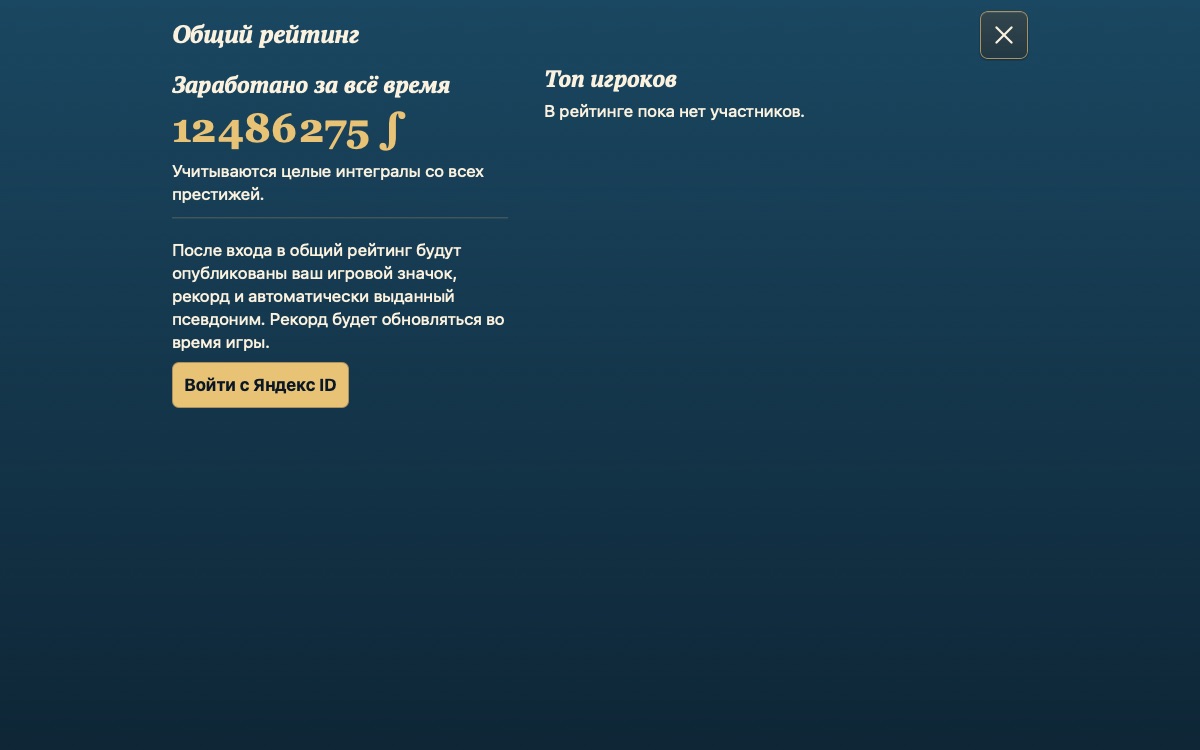 Общий рейтинг
Заработано за всё время
12486275 ∫
Учитываются целые интегралы со всех
престижей.
После входа в общий рейтинг будут
опубликованы ваш игровой значок,
рекорд и автоматически выданный
псевдоним. Рекорд будет обновляться во
время игры.
Войти с Яндекс ID
Топ игроков
В рейтинге пока нет участников.